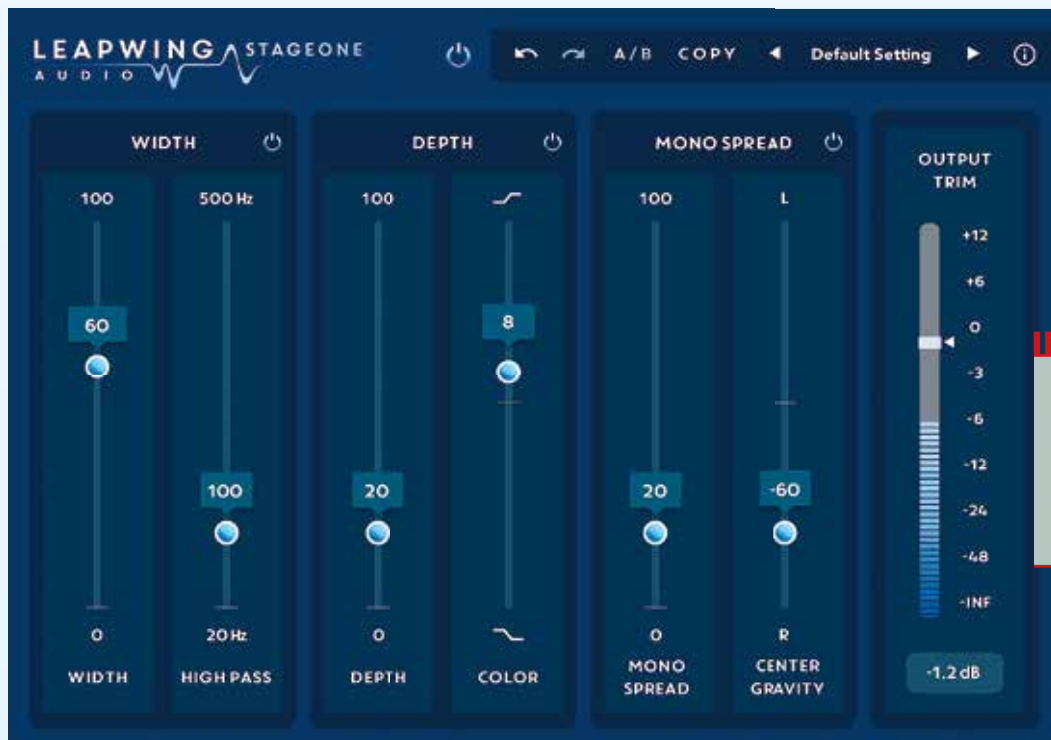 LEAPWING STAGEONE
AUDIO
A/B COPY Default Setting
WIDTH
100 500 Hz
60
100
0 20 Hz
WIDTH HIGH PASS
DEPTH
100
8
20
0
DEPTH COLOR
MONO SPREAD
100 L
20 -60
0 R
MONO SPREAD CENTER GRAVITY
OUTPUT
TRIM
+12
+6
0
-3
-6
-12
-24
-48
-INF
-1.2 dB